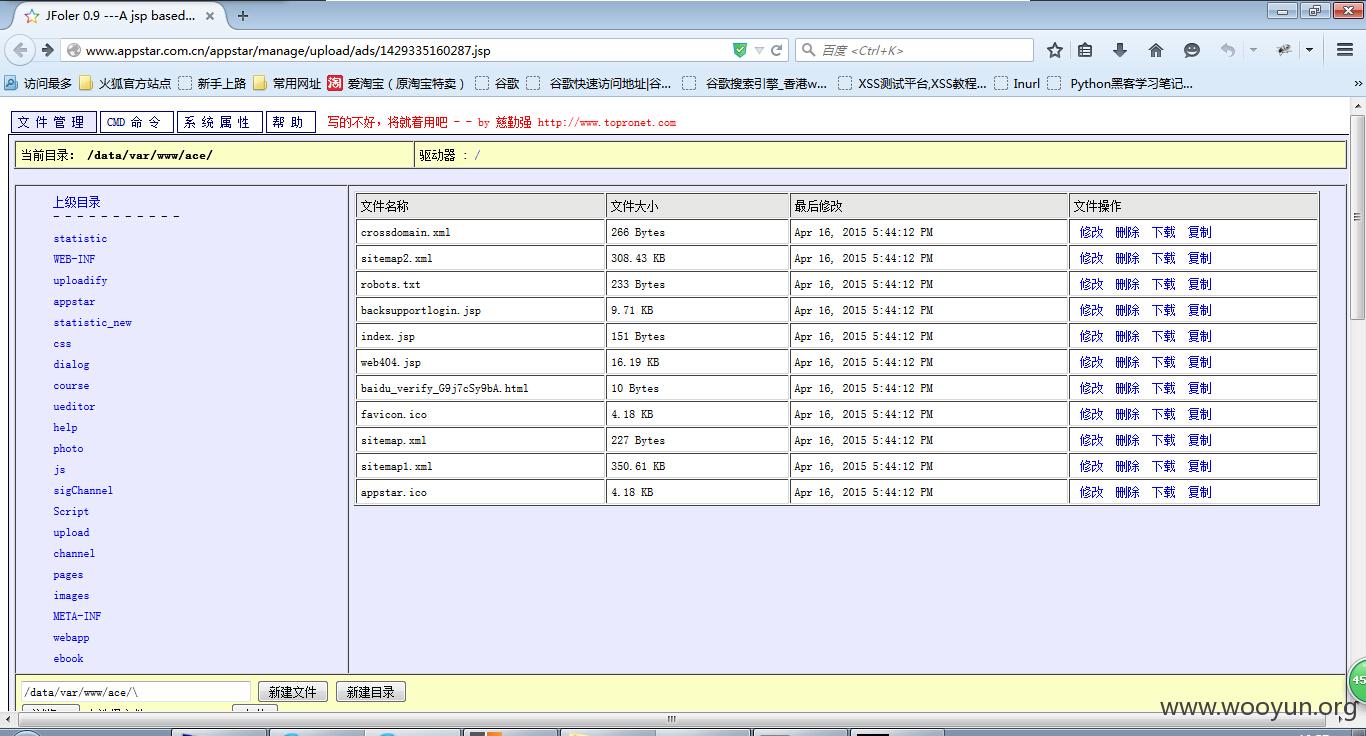 JFoler 0.9 ---A jsp based...
www.appstar.com.cn/appstar/manage/upload/ads/1429335160287.jsp
百度 <Ctrl+K>
访问最多 火狐官方站点 新手上路 常用网址 淘 爱淘宝（原淘宝特卖） 谷歌 谷歌快速访问地址|谷... 谷歌搜索引擎_香港w... XSS测试平台,XSS教程... Inurl Python黑客学习笔记...
文件管理 CMD 命令 系统属性 帮助 写的不好，将就着用吧 - - by 慈勤强 http://www.topronet.com
当前目录： /data/var/www/ace/ 驱动器 : /
上级目录
- - - - - - - - - - -
statistic
WEB-INF
uploadify
appstar
statistic_new
css
dialog
course
ueditor
help
photo
js
sigChannel
Script
upload
channel
pages
images
META-INF
webapp
ebook
文件名称 文件大小 最后修改 文件操作
crossdomain.xml 266 Bytes Apr 16, 2015 5:44:12 PM 修改 删除 下载 复制
sitemap2.xml 308.43 KB Apr 16, 2015 5:44:12 PM 修改 删除 下载 复制
robots.txt 233 Bytes Apr 16, 2015 5:44:12 PM 修改 删除 下载 复制
backsupportlogin.jsp 9.71 KB Apr 16, 2015 5:44:12 PM 修改 删除 下载 复制
index.jsp 151 Bytes Apr 16, 2015 5:44:12 PM 修改 删除 下载 复制
web404.jsp 16.19 KB Apr 16, 2015 5:44:12 PM 修改 删除 下载 复制
baidu_verify_G9j7cSy9bA.html 10 Bytes Apr 16, 2015 5:44:12 PM 修改 删除 下载 复制
favicon.ico 4.18 KB Apr 16, 2015 5:44:12 PM 修改 删除 下载 复制
sitemap.xml 227 Bytes Apr 16, 2015 5:44:12 PM 修改 删除 下载 复制
sitemap1.xml 350.61 KB Apr 16, 2015 5:44:12 PM 修改 删除 下载 复制
appstar.ico 4.18 KB Apr 16, 2015 5:44:12 PM 修改 删除 下载 复制
/data/var/www/ace/\ 新建文件 新建目录
45
www.wooyun.org